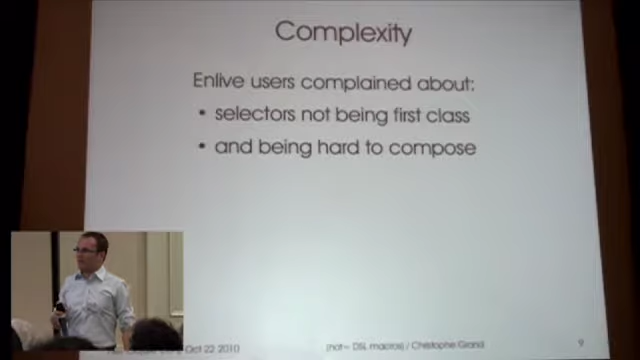 Complexity
Enlive users complained about:
• selectors not being first class
• and being hard to compose
Oct 22 2010
(not= DSL macros) / Christophe Grand
9